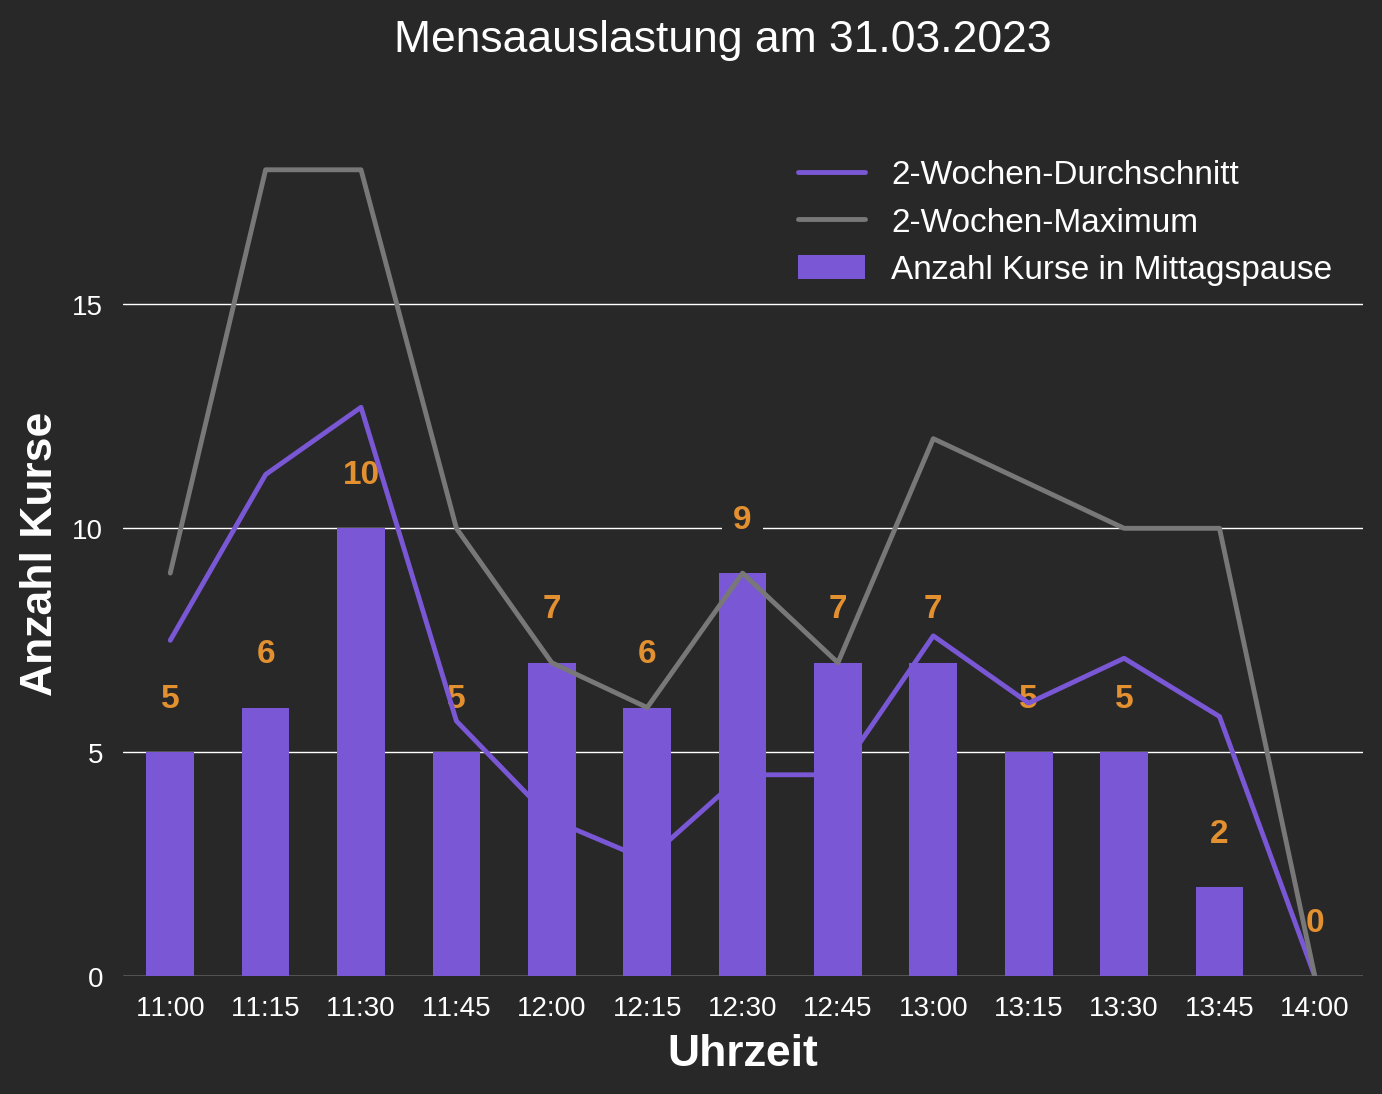 Mensaauslastung am 31.03.2023
2-Wochen-Durchschnitt
2-Wochen-Maximum
Anzahl Kurse in Mittagspause
Anzahl Kurse
15
10
5
0
5
6
10
5
7
6
9
7
7
5
5
2
0
11:00 11:15 11:30 11:45 12:00 12:15 12:30 12:45 13:00 13:15 13:30 13:45 14:00
Uhrzeit